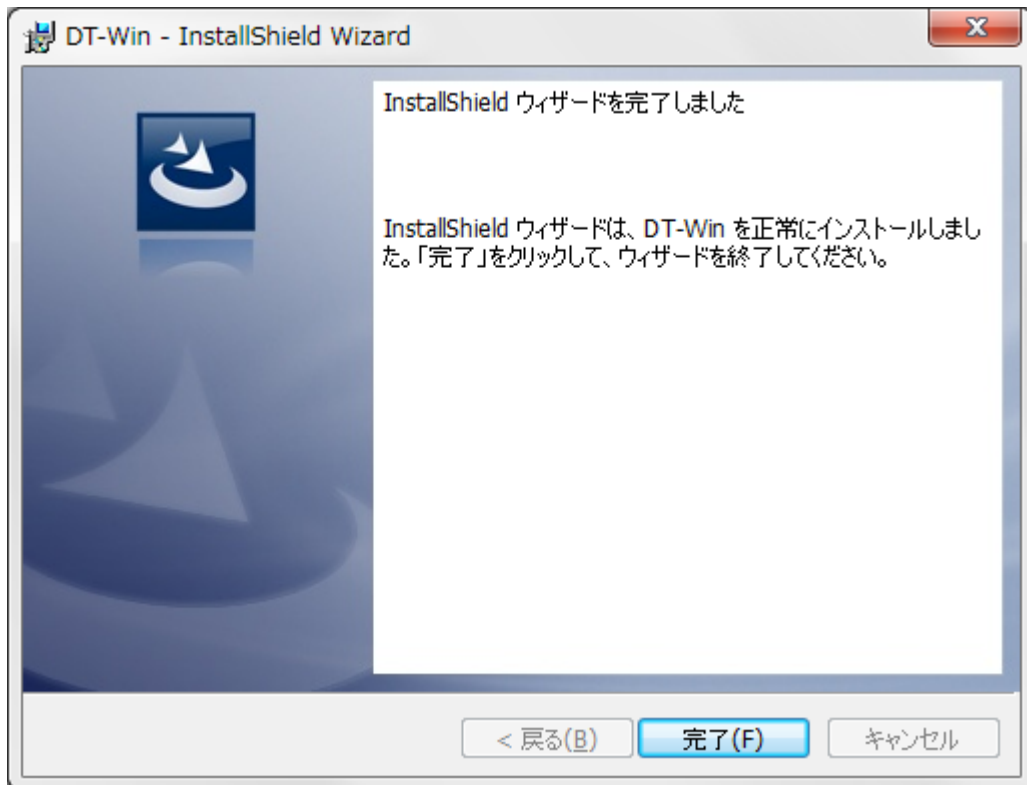 DT-Win - InstallShield Wizard
InstallShield ウィザードを完了しました
InstallShield ウィザードは、DT-Win を正常にインストールしまし
た。「完了」をクリックして、ウィザードを終了してください。
< 戻る(B)
完了(F)
キャンセル